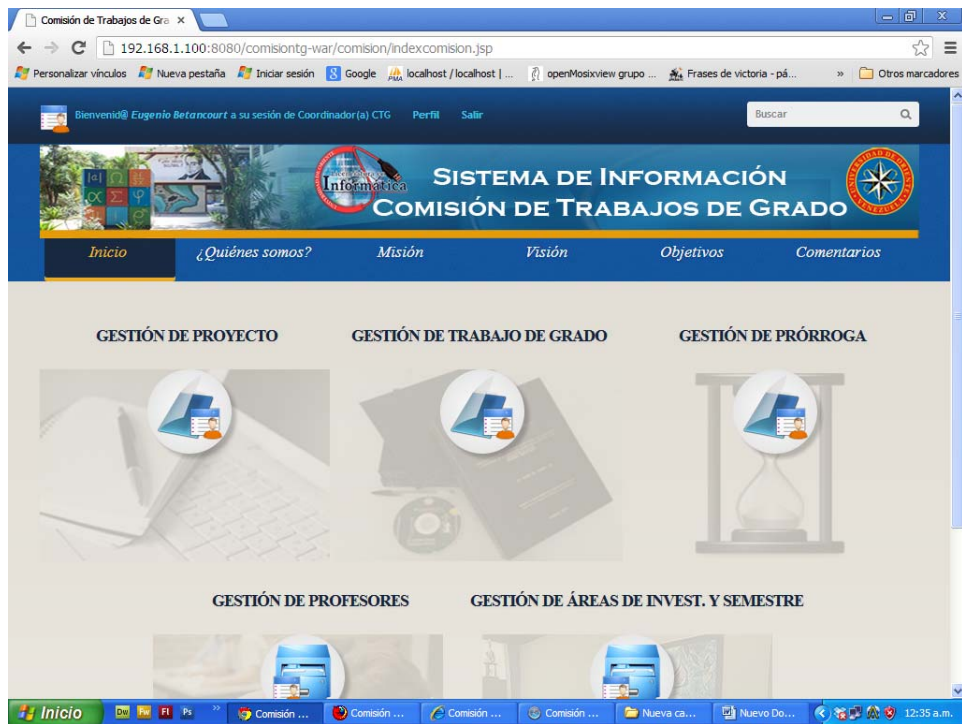 Comisión de Trabajos de Gra
192.168.1.100:8080/comisiontg-war/comision/indexcomision.jsp
Personalizar vínculos Nueva pestaña Iniciar sesión Google localhost / localhost | ... openMosixview grupo ... Frases de victoria - pá... » Otros marcadores
Bienvenid@ Eugenio Betancourt a su sesión de Coordinador(a) CTG Perfil Salir
Buscar
Informática
SISTEMA DE INFORMACIÓN
COMISIÓN DE TRABAJOS DE GRADO
Inicio ¿Quiénes somos? Misión Visión Objetivos Comentarios
GESTIÓN DE PROYECTO GESTIÓN DE TRABAJO DE GRADO GESTIÓN DE PRÓRROGA
GESTIÓN DE PROFESORES GESTIÓN DE ÁREAS DE INVEST. Y SEMESTRE
Inicio Dw Fw Fl Ps » Comisión ... Comisión ... Comisión ... Comisión ... Nueva ca... Nuevo Do... 12:35 a.m.